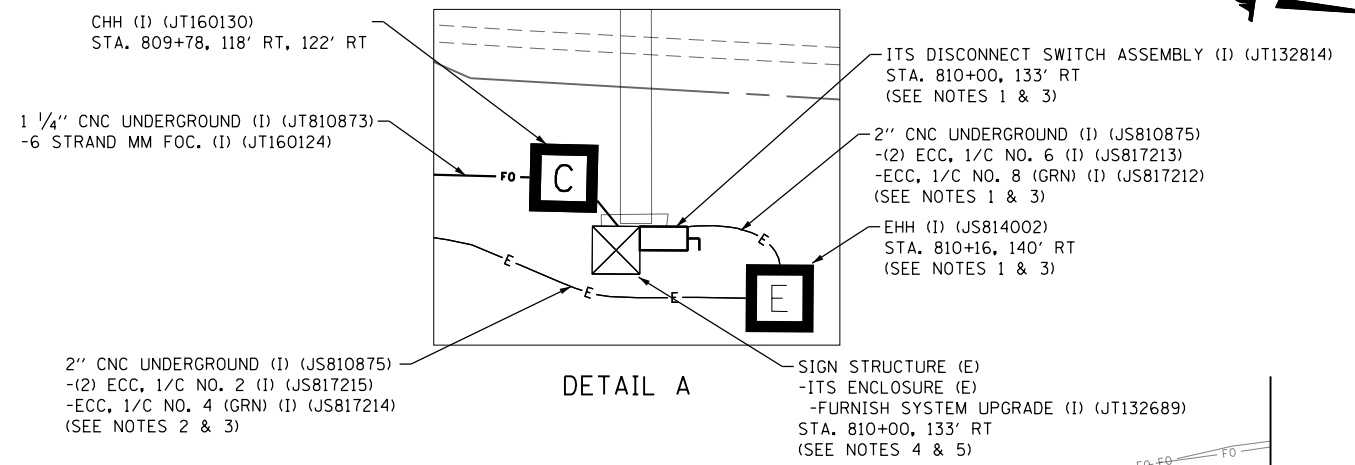 CHH (I) (JT160130)
STA. 809+78, 118' RT, 122' RT
1 1/4'' CNC UNDERGROUND (I) (JT810873)
-6 STRAND MM FOC. (I) (JT160124)
ITS DISCONNECT SWITCH ASSEMBLY (I) (JT132814)
STA. 810+00, 133' RT
(SEE NOTES 1 & 3)
2'' CNC UNDERGROUND (I) (JS810875)
-(2) ECC, 1/C NO. 6 (I) (JS817213)
-ECC, 1/C NO. 8 (GRN) (I) (JS817212)
(SEE NOTES 1 & 3)
EHH (I) (JS814002)
STA. 810+16, 140' RT
(SEE NOTES 1 & 3)
FO
C
E
E
E
E
E
2'' CNC UNDERGROUND (I) (JS810875)
-(2) ECC, 1/C NO. 2 (I) (JS817215)
-ECC, 1/C NO. 4 (GRN) (I) (JS817214)
(SEE NOTES 2 & 3)
DETAIL A
SIGN STRUCTURE (E)
-ITS ENCLOSURE (E)
-FURNISH SYSTEM UPGRADE (I) (JT132689)
STA. 810+00, 133' RT
(SEE NOTES 4 & 5)
FO FO FO